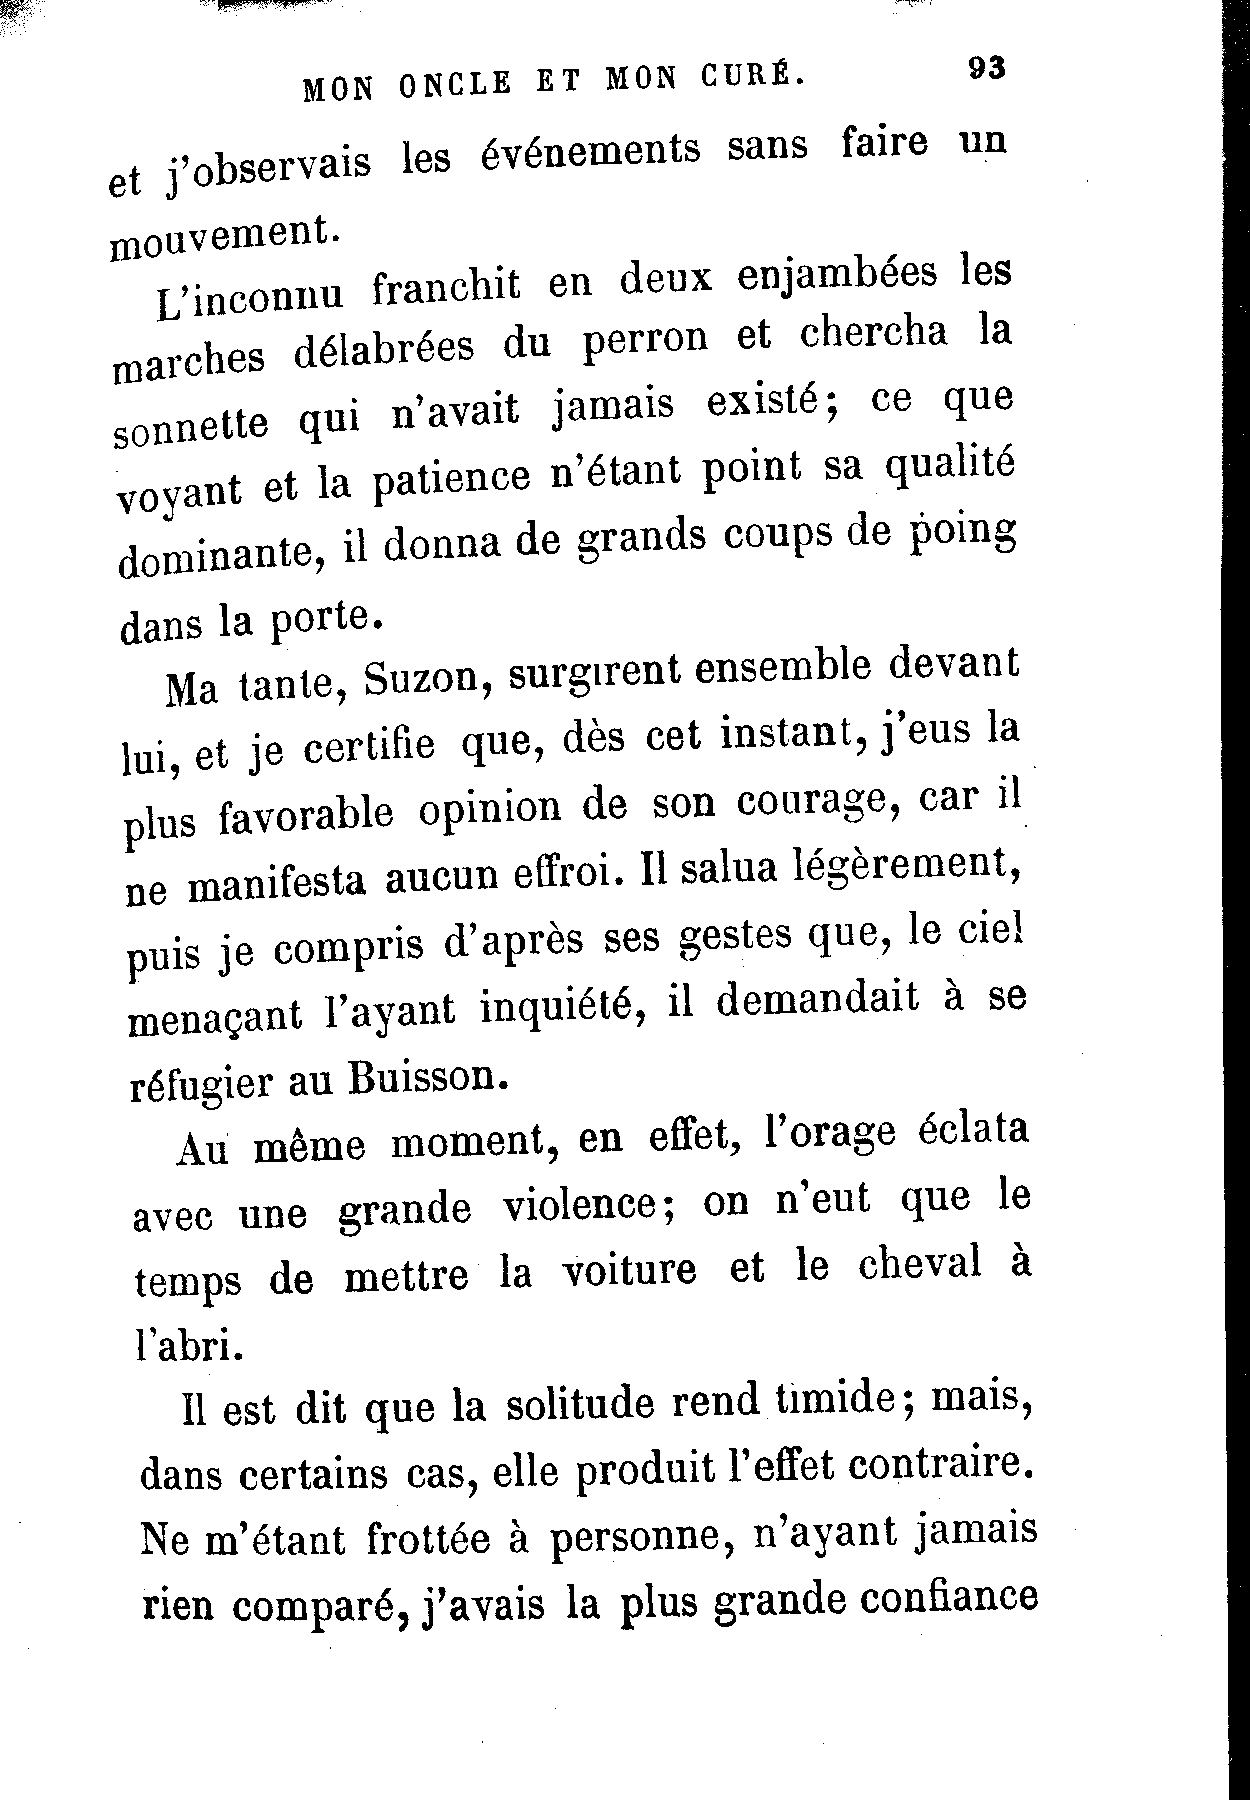 MON ONCLE ET MON CURÉ. 93
et j'observais les événements sans faire un
mouvement.
L'inconnu franchit en deux enjambées les
marches délabrées du perron et chercha la
sonnette qui n'avait jamais existé; ce que
voyant et la patience n'étant point sa qualité
dominante, il donna de grands coups de poing
dans la porte.
Ma tante, Suzon, surgirent ensemble devant
lui, et je certifie que, dès cet instant, j'eus la
plus favorable opinion de son courage, car il
ne manifesta aucun effroi. Il salua légèrement,
puis je compris d'après ses gestes que, le ciel
menaçant l'ayant inquiété, il demandait à se
réfugier au Buisson.
Au même moment, en effet, l'orage éclata
avec une grande violence; on n'eut que le
temps de mettre la voiture et le cheval à
l'abri.
Il est dit que la solitude rend timide; mais,
dans certains cas, elle produit l'effet contraire.
Ne m'étant frottée à personne, n'ayant jamais
rien comparé, j'avais la plus grande confiance